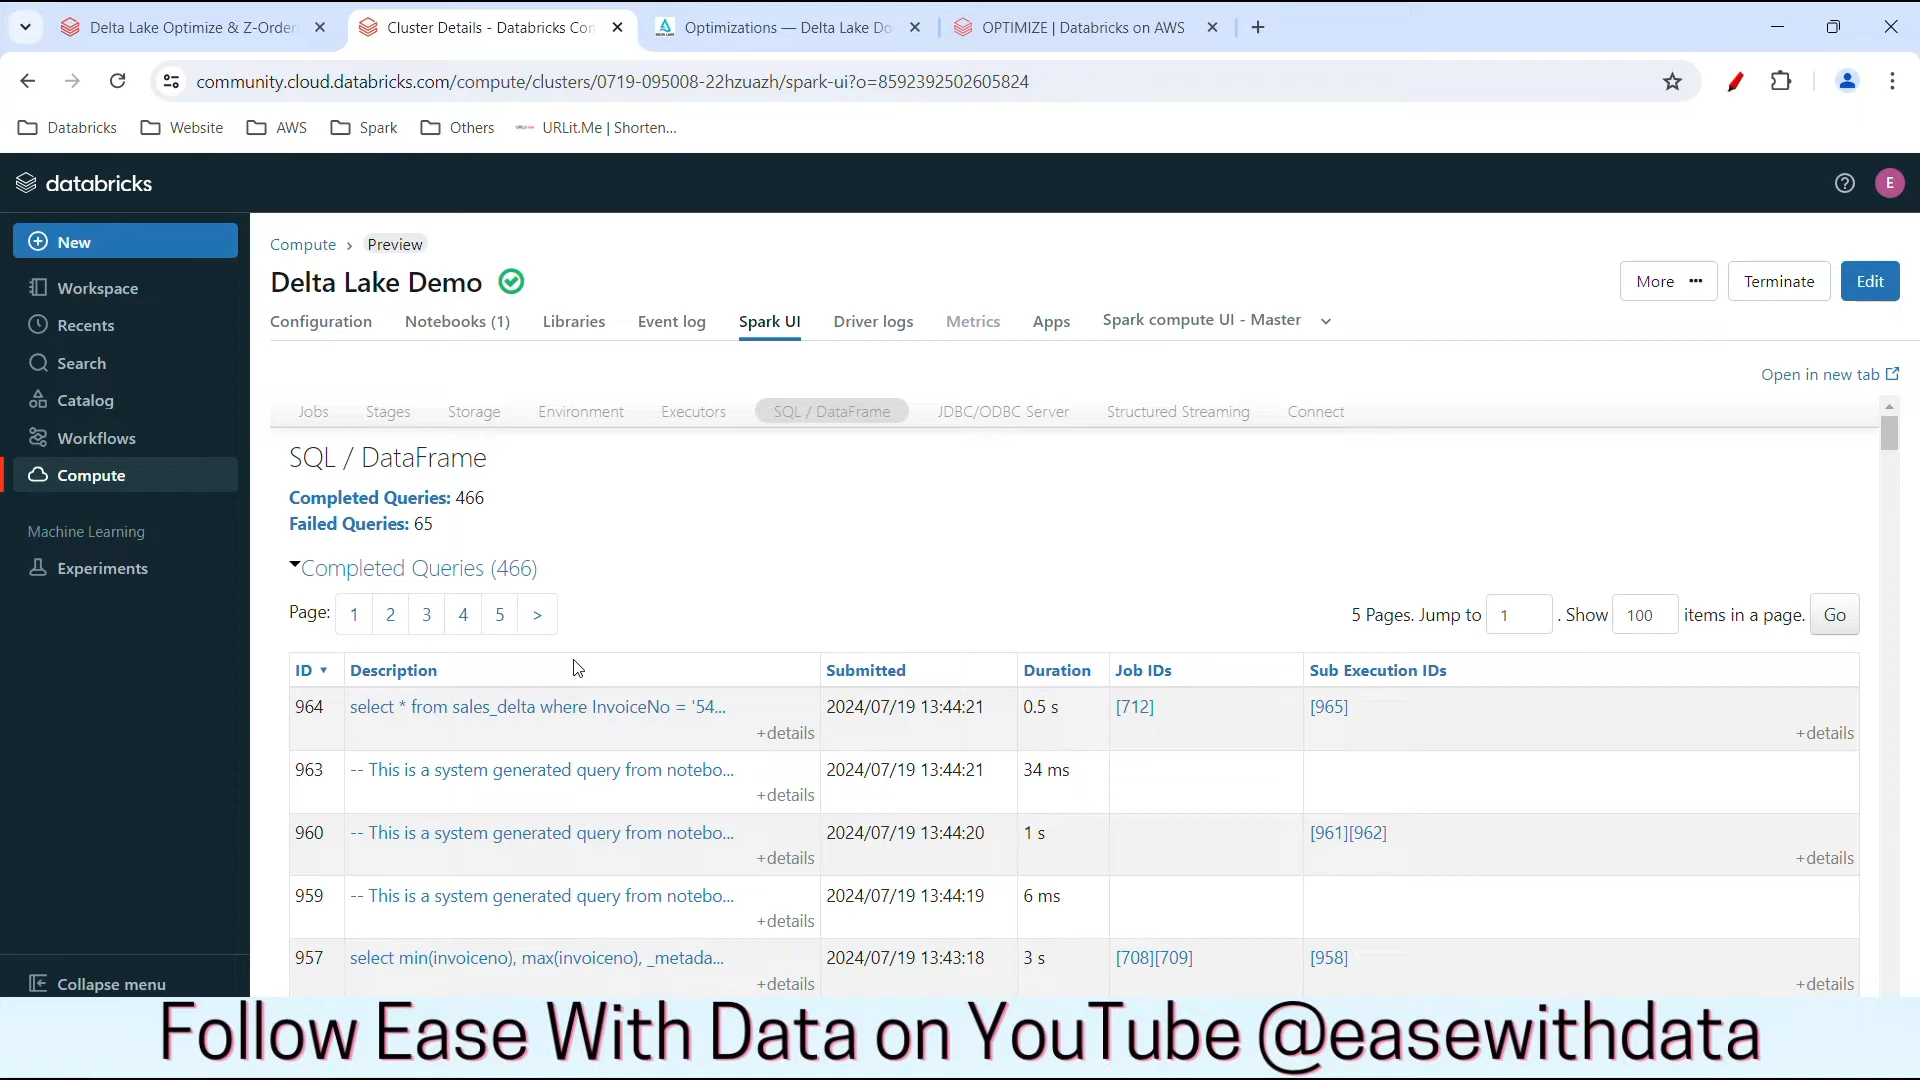 Delta Lake Optimize & Z-Order
Cluster Details - Databricks Con
Optimizations — Delta Lake Do
OPTIMIZE | Databricks on AWS
community.cloud.databricks.com/compute/clusters/0719-095008-22hzuazh/spark-ui?o=8592392502605824
Databricks
Website
AWS
Spark
Others
URLit.Me | Shorten...
databricks
E
New
Workspace
Recents
Search
Catalog
Workflows
Compute
Machine Learning
Experiments
Collapse menu
Compute > Preview
Delta Lake Demo
More ··· Terminate Edit
Configuration Notebooks (1) Libraries Event log Spark UI Driver logs Metrics Apps Spark compute UI - Master
Open in new tab
Jobs Stages Storage Environment Executors SQL / DataFrame JDBC/ODBC Server Structured Streaming Connect
SQL / DataFrame
Completed Queries: 466
Failed Queries: 65
Completed Queries (466)
Page: 1 2 3 4 5 > 5 Pages. Jump to 1 . Show 100 items in a page. Go
ID ▾ Description Submitted Duration Job IDs Sub Execution IDs
964 select * from sales_delta where InvoiceNo = '54... 2024/07/19 13:44:21 0.5 s [712] [965]
+details +details
963 -- This is a system generated query from notebo... 2024/07/19 13:44:21 34 ms
+details
960 -- This is a system generated query from notebo... 2024/07/19 13:44:20 1 s [961][962]
+details +details
959 -- This is a system generated query from notebo... 2024/07/19 13:44:19 6 ms
+details
957 select min(invoiceno), max(invoiceno), _metada... 2024/07/19 13:43:18 3 s [708][709] [958]
+details +details
Follow Ease With Data on YouTube @easewithdata